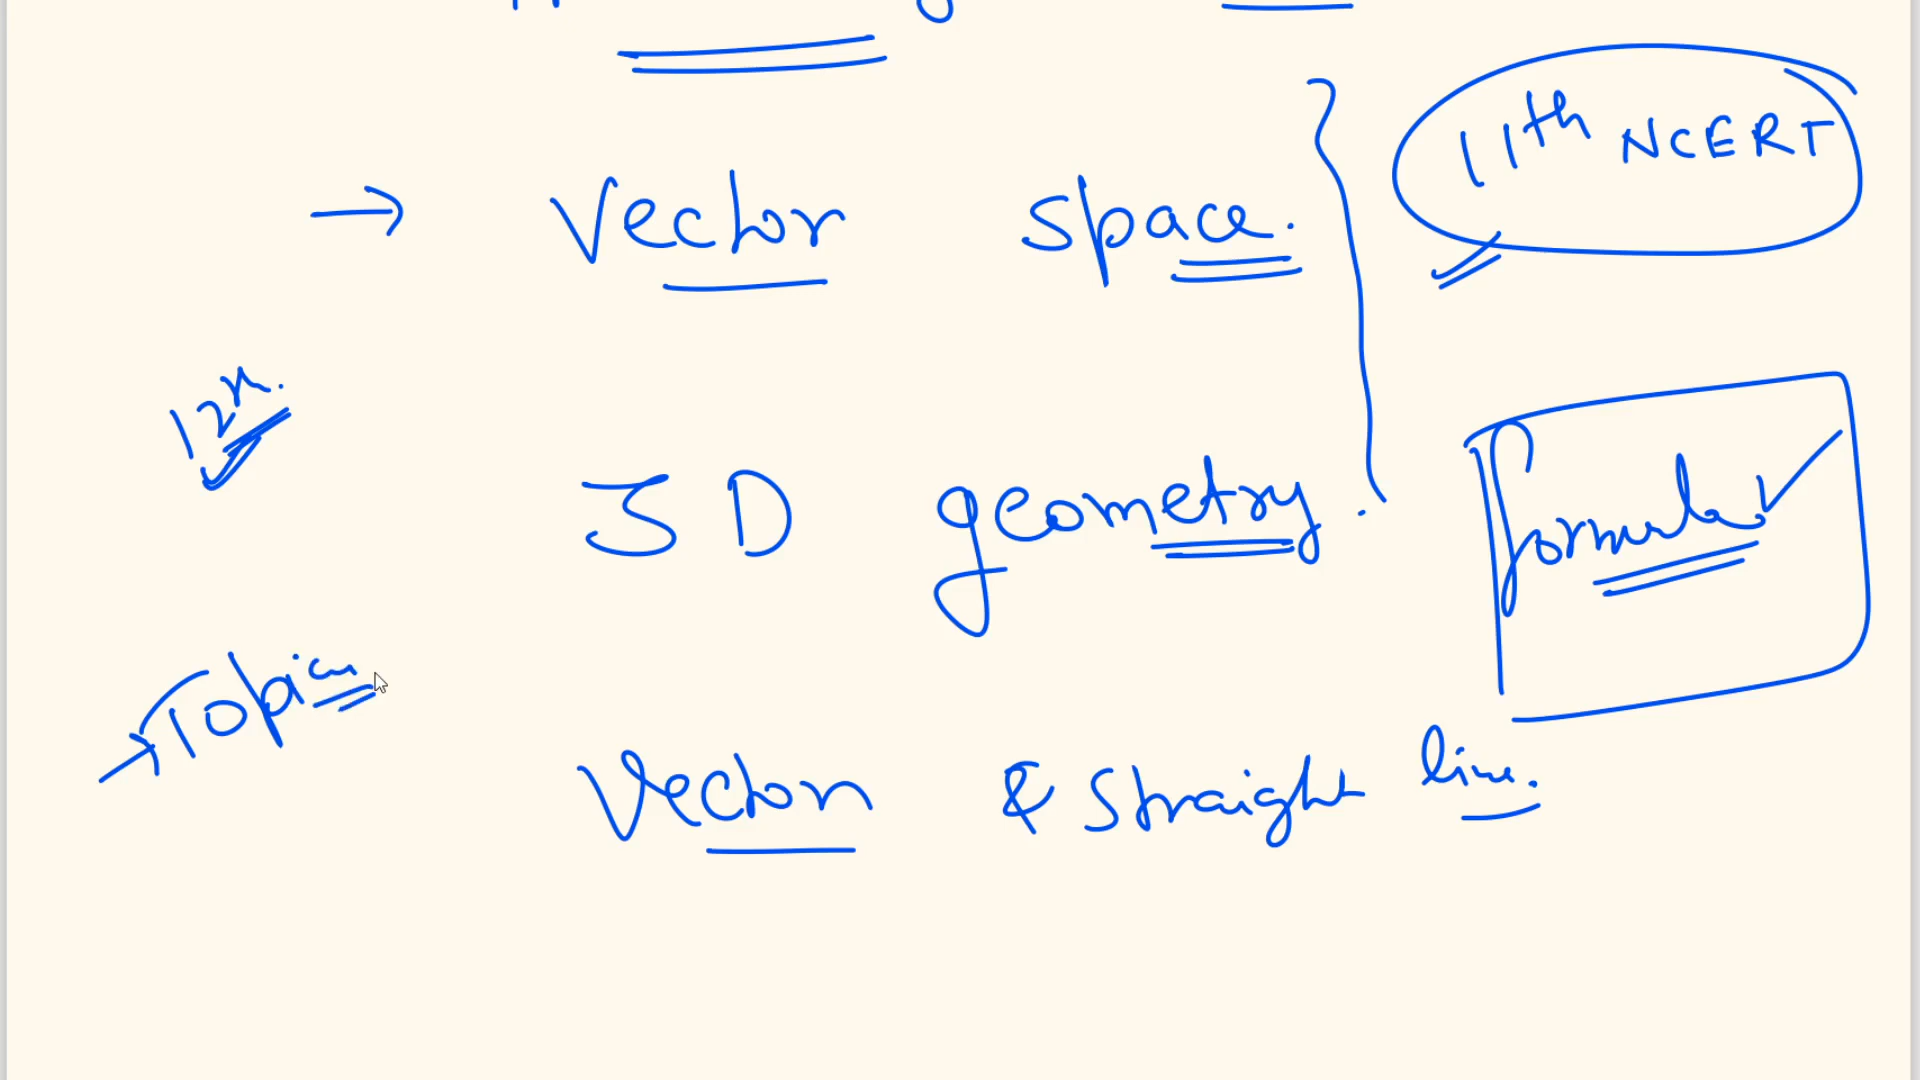 11th NCERT
→ Vector Space.
12th.
3D geometry.
formula ✓
→ Topics
Vector & Straight line.